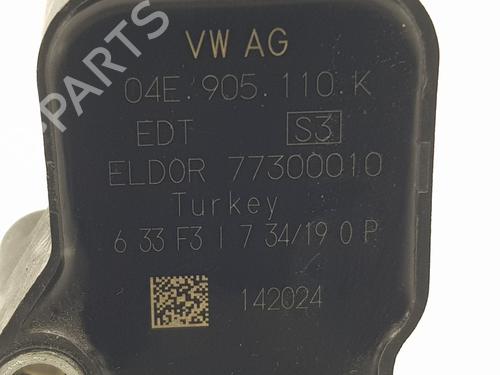 PARTS
VW AG
04E.905.110.K
EDT S3
ELDOR 77300010
Turkey
6 33 F3 I 7 34/19 0 P
142024